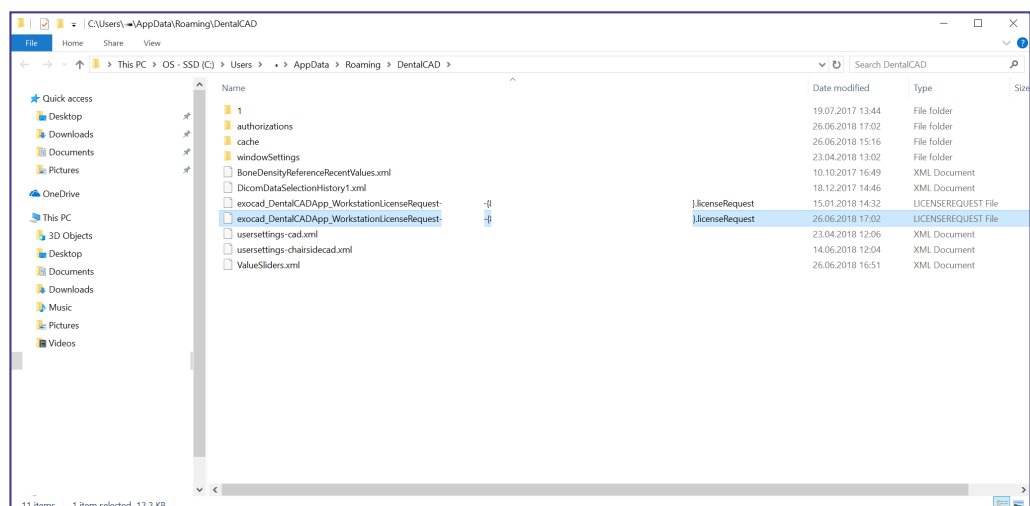 C:\Users\ \AppData\Roaming\DentalCAD
File Home Share View
This PC > OS - SSD (C:) > Users > > AppData > Roaming > DentalCAD >
Search DentalCAD
Name Date modified Type Size
Quick access
Desktop
Downloads
Documents
Pictures
OneDrive
This PC
3D Objects
Desktop
Documents
Downloads
Music
Pictures
Videos
1 19.07.2017 13:44 File folder
authorizations 26.06.2018 17:02 File folder
cache 26.06.2018 15:16 File folder
windowSettings 23.04.2018 13:02 File folder
BoneDensityReferenceRecentValues.xml 10.10.2017 16:49 XML Document
DicomDataSelectionHistory1.xml 18.12.2017 14:46 XML Document
exocad_DentalCADApp_WorkstationLicenseRequest- -{ }.licenseRequest 15.01.2018 14:32 LICENSEREQUEST File
exocad_DentalCADApp_WorkstationLicenseRequest- -{ }.licenseRequest 26.06.2018 17:02 LICENSEREQUEST File
usersettings-cad.xml 23.04.2018 12:06 XML Document
usersettings-chairsidecad.xml 14.06.2018 12:04 XML Document
ValueSliders.xml 26.06.2018 16:51 XML Document
11 items 1 item selected 12.2 KB